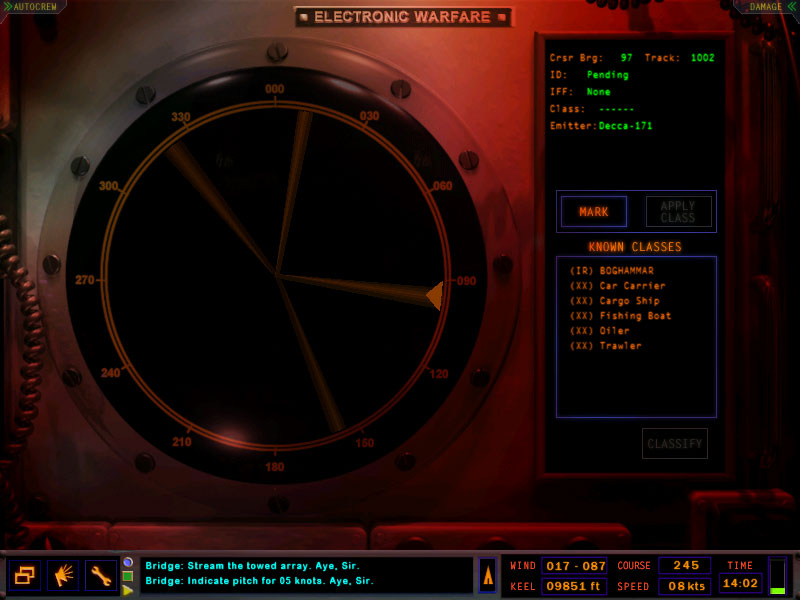 AUTOCREW
ELECTRONIC WARFARE
DAMAGE
000
030
060
090
120
150
180
210
240
270
300
330
Crsr Brg: 97 Track: 1002
ID: Pending
IFF: None
Class: ------
Emitter:Decca-171
MARK
APPLY CLASS
KNOWN CLASSES
(IR) BOGHAMMAR
(XX) Car Carrier
(XX) Cargo Ship
(XX) Fishing Boat
(XX) Oiler
(XX) Trawler
CLASSIFY
Bridge: Stream the towed array. Aye, Sir.
Bridge: Indicate pitch for 05 knots. Aye, Sir.
WIND 017 - 087 COURSE 245 TIME
KEEL 09851 ft SPEED 08 kts 14:02